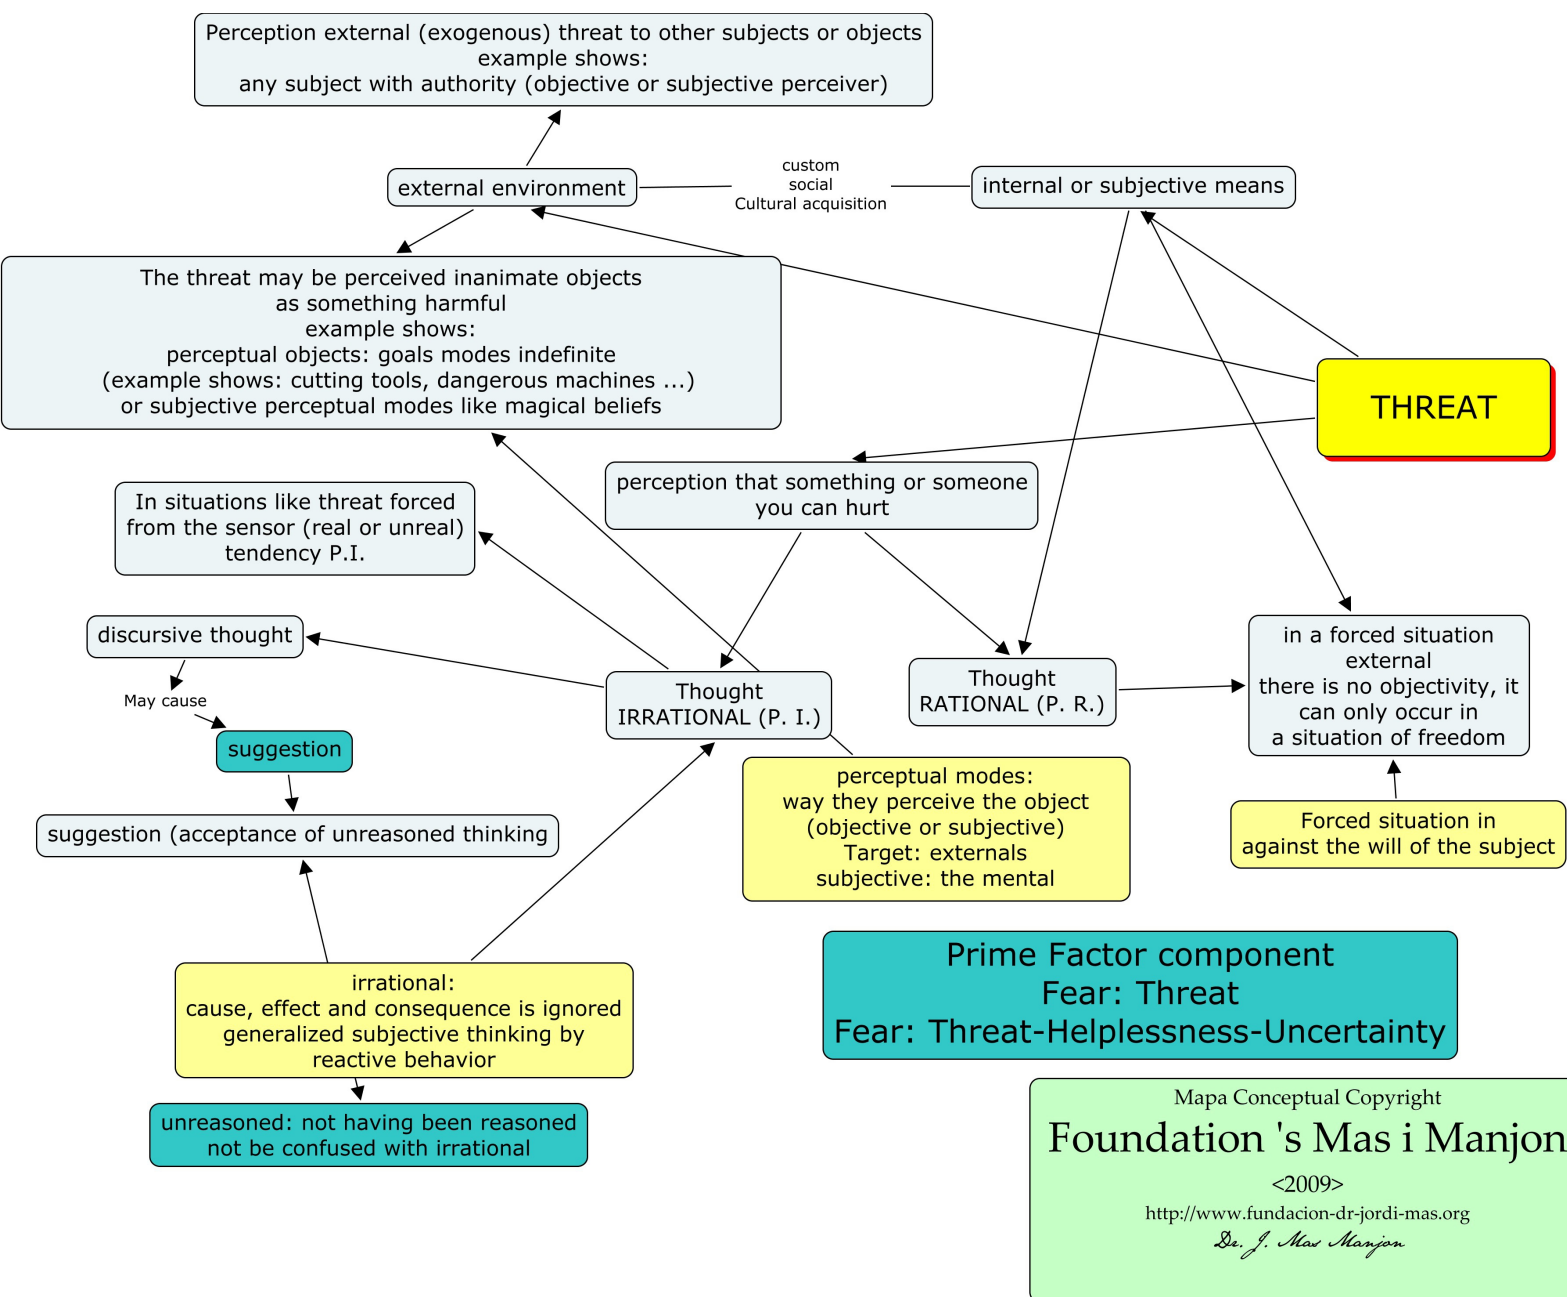 Perception external (exogenous) threat to other subjects or objects
example shows:
any subject with authority (objective or subjective perceiver)
external environment
custom
social
Cultural acquisition
internal or subjective means
The threat may be perceived inanimate objects
as something harmful
example shows:
perceptual objects: goals modes indefinite
(example shows: cutting tools, dangerous machines ...)
or subjective perceptual modes like magical beliefs
THREAT
perception that something or someone
you can hurt
In situations like threat forced
from the sensor (real or unreal)
tendency P.I.
discursive thought
May cause
suggestion
suggestion (acceptance of unreasoned thinking
Thought
IRRATIONAL (P. I.)
Thought
RATIONAL (P. R.)
in a forced situation
external
there is no objectivity, it
can only occur in
a situation of freedom
perceptual modes:
way they perceive the object
(objective or subjective)
Target: externals
subjective: the mental
Forced situation in
against the will of the subject
irrational:
cause, effect and consequence is ignored
generalized subjective thinking by
reactive behavior
unreasoned: not having been reasoned
not be confused with irrational
Prime Factor component
Fear: Threat
Fear: Threat-Helplessness-Uncertainty
Mapa Conceptual Copyright
Foundation 's Mas i Manjon
<2009>
http://www.fundacion-dr-jordi-mas.org
Dr. J. Mas Manjon